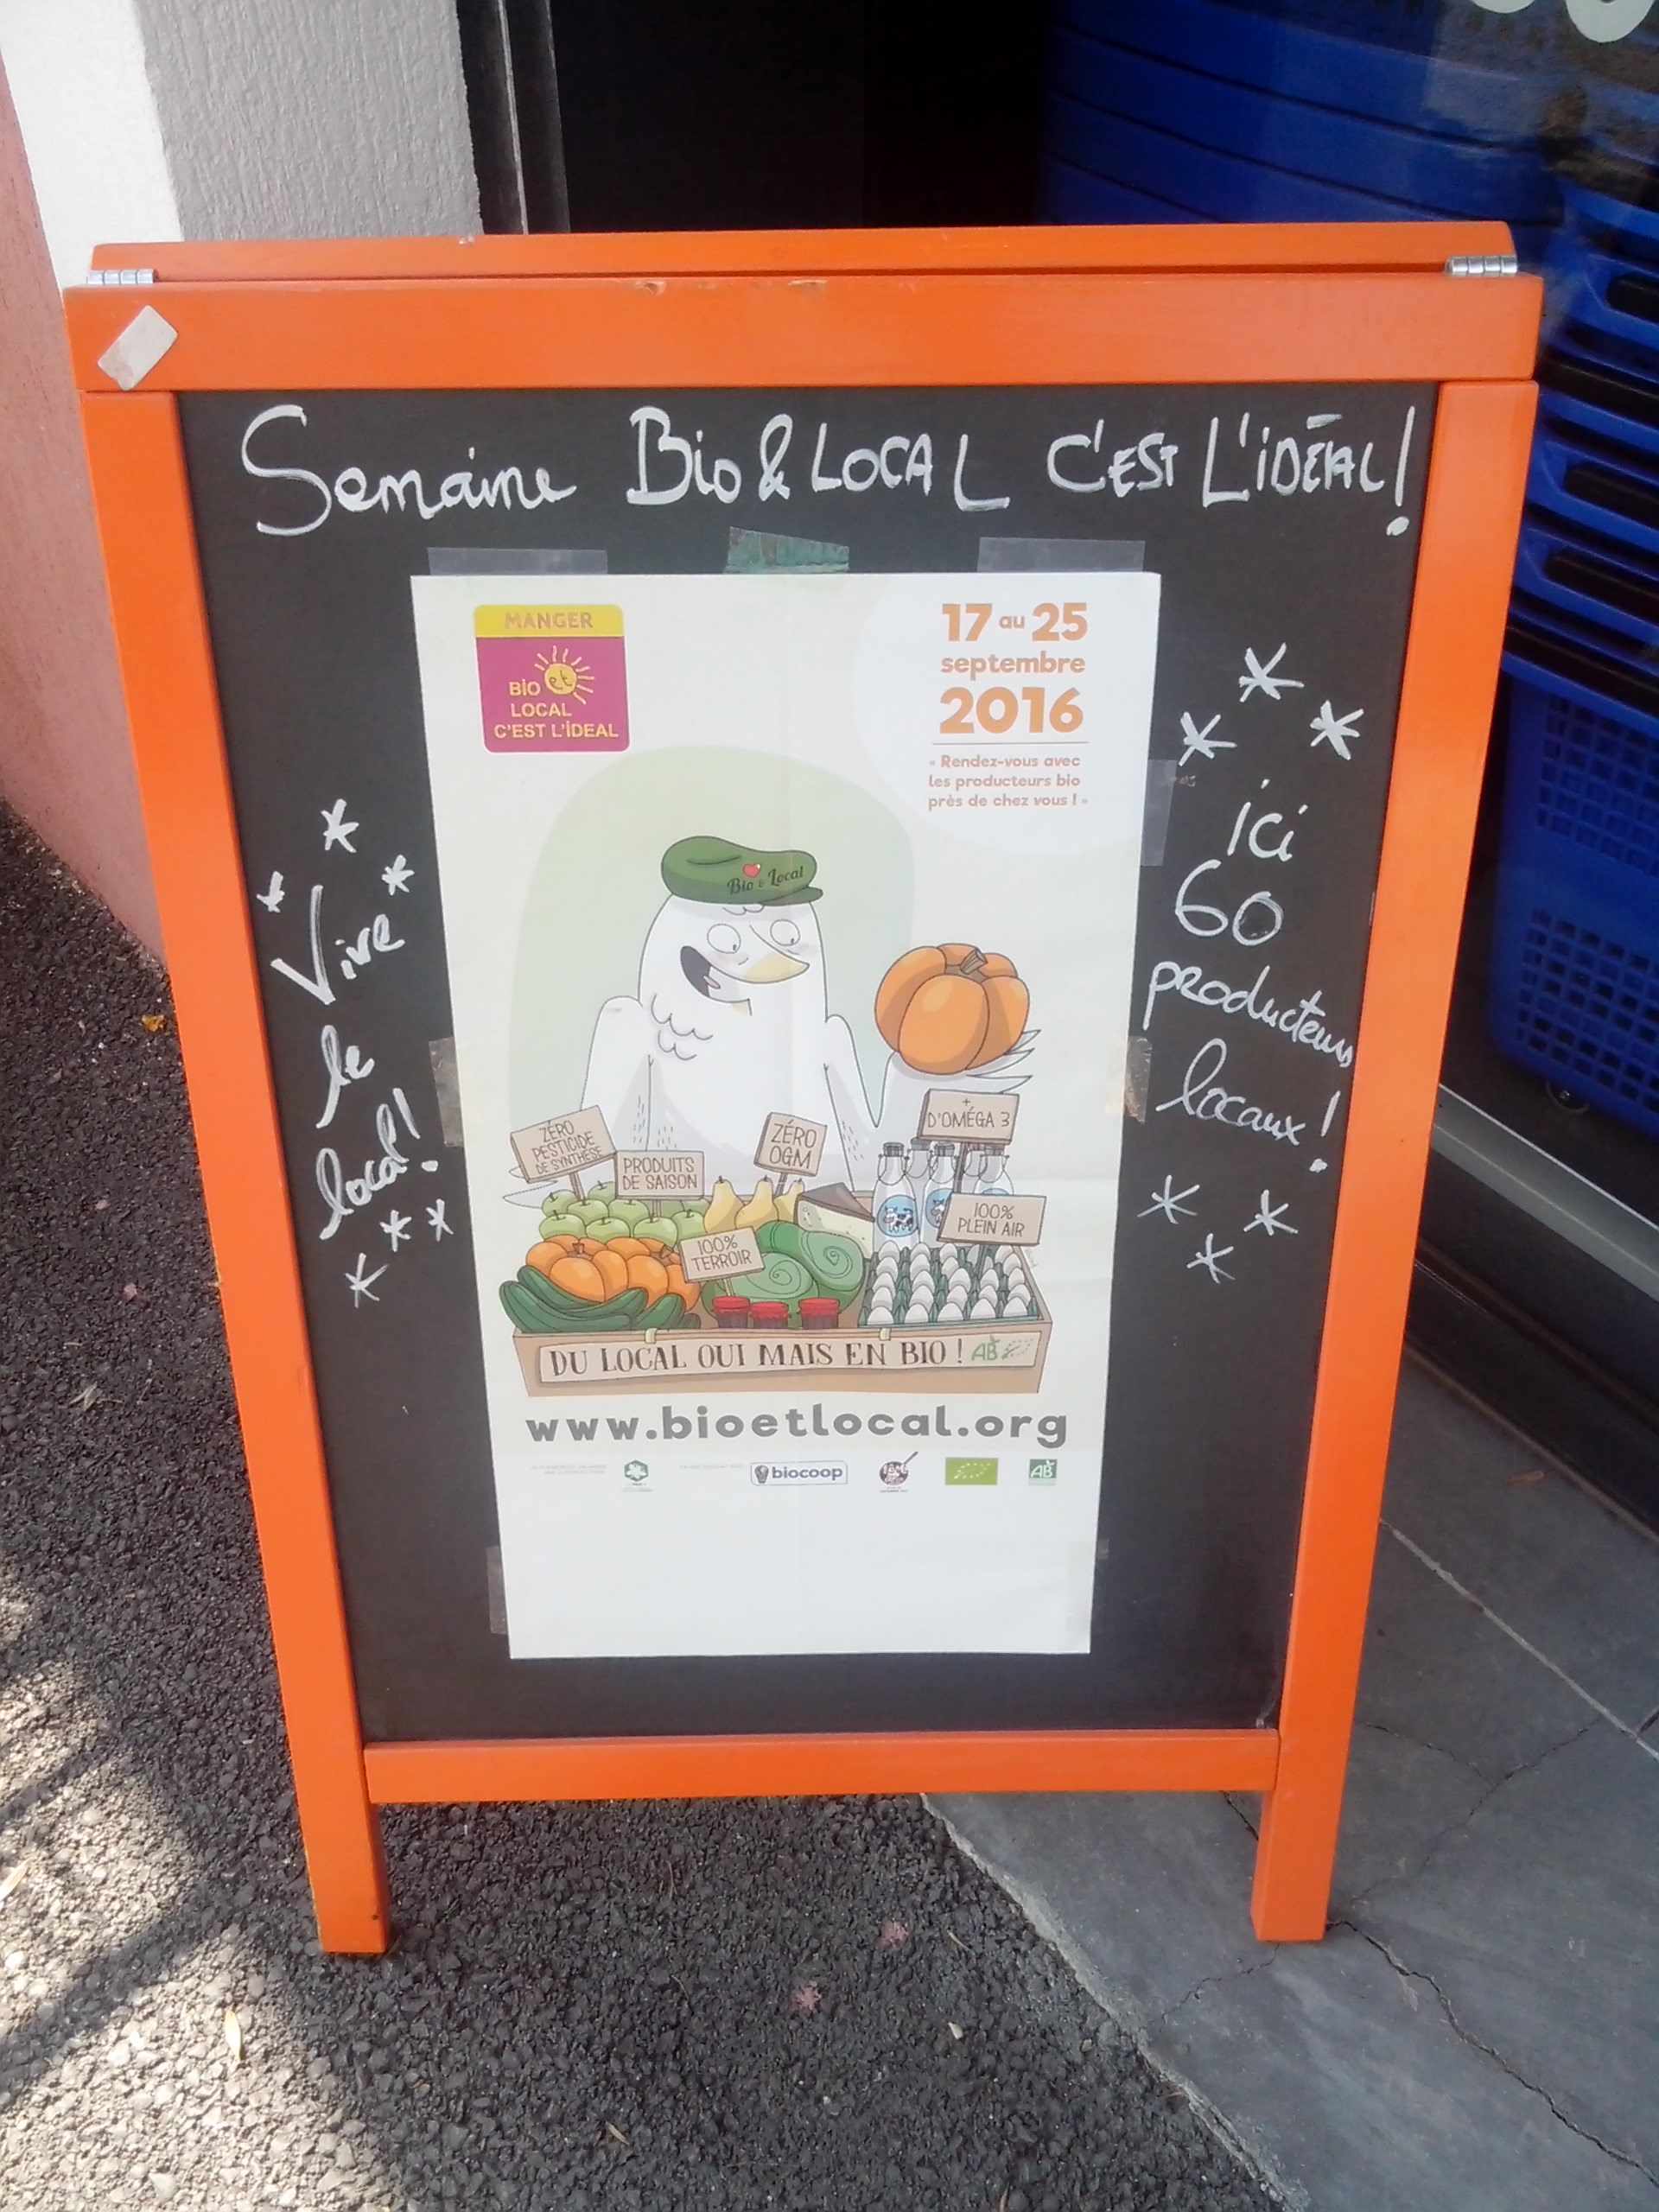 Semaine Bio & LOCAL C'EST L'iDÉAL!
MANGER
BIO et
LOCAL
C'EST L'IDEAL
17 au 25
septembre
2016
« Rendez-vous avec
les producteurs bio
près de chez vous ! »
Vive
le
local!
ici
60
producteurs
locaux!
Bio & Local
ZÉRO
PESTICIDE
DE SYNTHÈSE
PRODUITS
DE SAISON
ZÉRO
OGM
+
D'OMÉGA 3
100%
PLEIN AIR
100%
TERROIR
DU LOCAL OUI MAIS EN BIO ! AB
www.bioetlocal.org
biocoop
AB